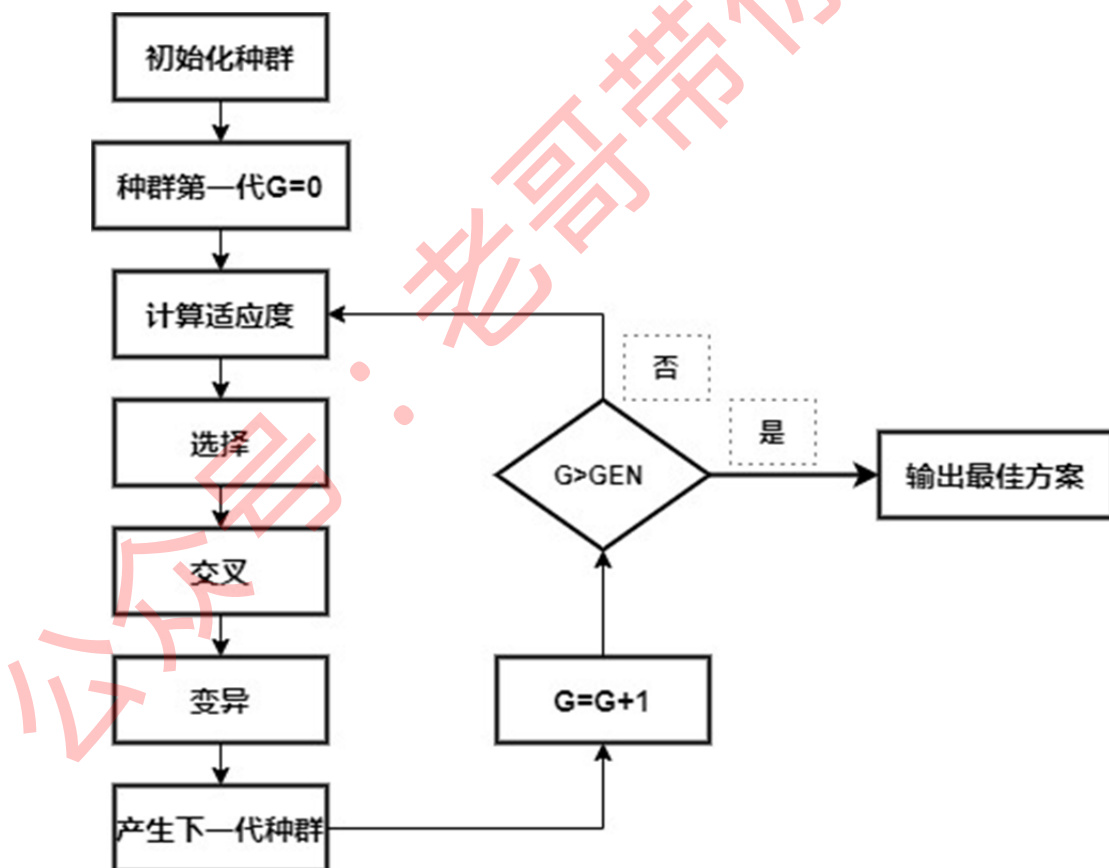 初始化种群
种群第一代G=0
计算适应度
选择
交叉
变异
产生下一代种群
G=G+1
G>GEN
否
是
输出最佳方案
公众号：老哥带你